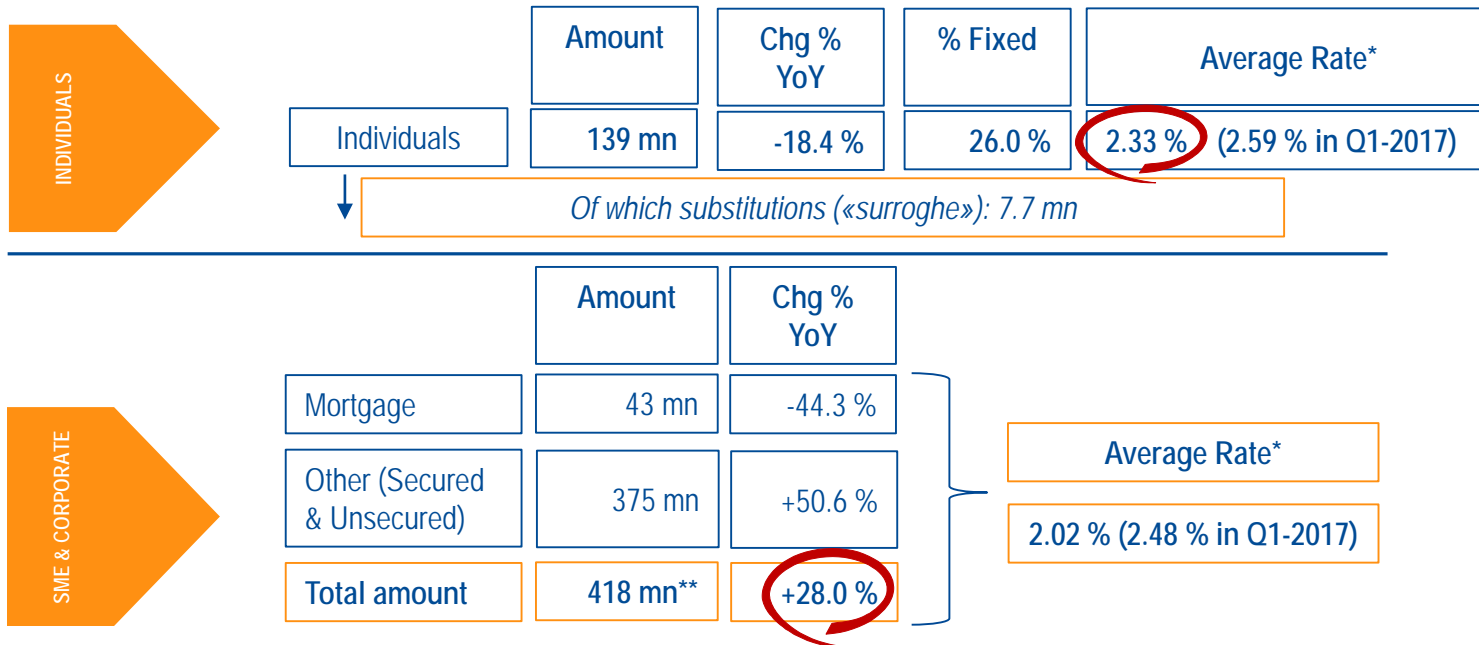 INDIVIDUALS
Amount
Chg %
YoY
% Fixed
Average Rate*
Individuals
139 mn
-18.4 %
26.0 %
2.33 % (2.59 % in Q1-2017)
Of which substitutions («surroghe»): 7.7 mn
SME & CORPORATE
Amount
Chg %
YoY
Mortgage
43 mn
-44.3 %
Other (Secured
& Unsecured)
375 mn
+50.6 %
Total amount
418 mn**
+28.0 %
Average Rate*
2.02 % (2.48 % in Q1-2017)